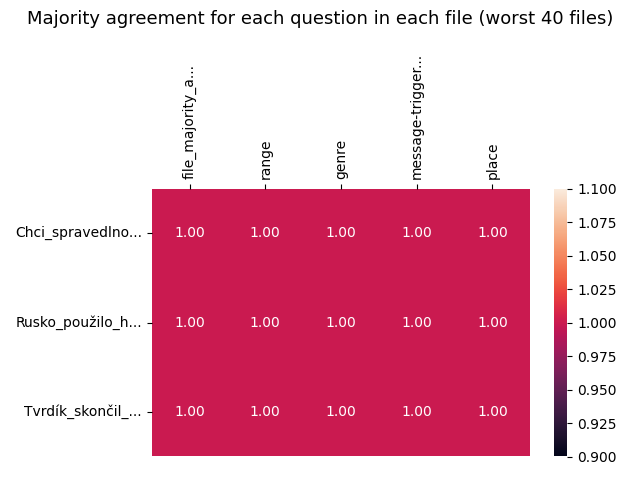 Majority agreement for each question in each file (worst 40 files)
file_majority_a...
range
genre
message-trigger...
place
Chci_spravedlno... 1.00 1.00 1.00 1.00 1.00
Rusko_použilo_h... 1.00 1.00 1.00 1.00 1.00
Tvrdík_skončil_... 1.00 1.00 1.00 1.00 1.00
1.100
1.075
1.050
1.025
1.000
0.975
0.950
0.925
0.900